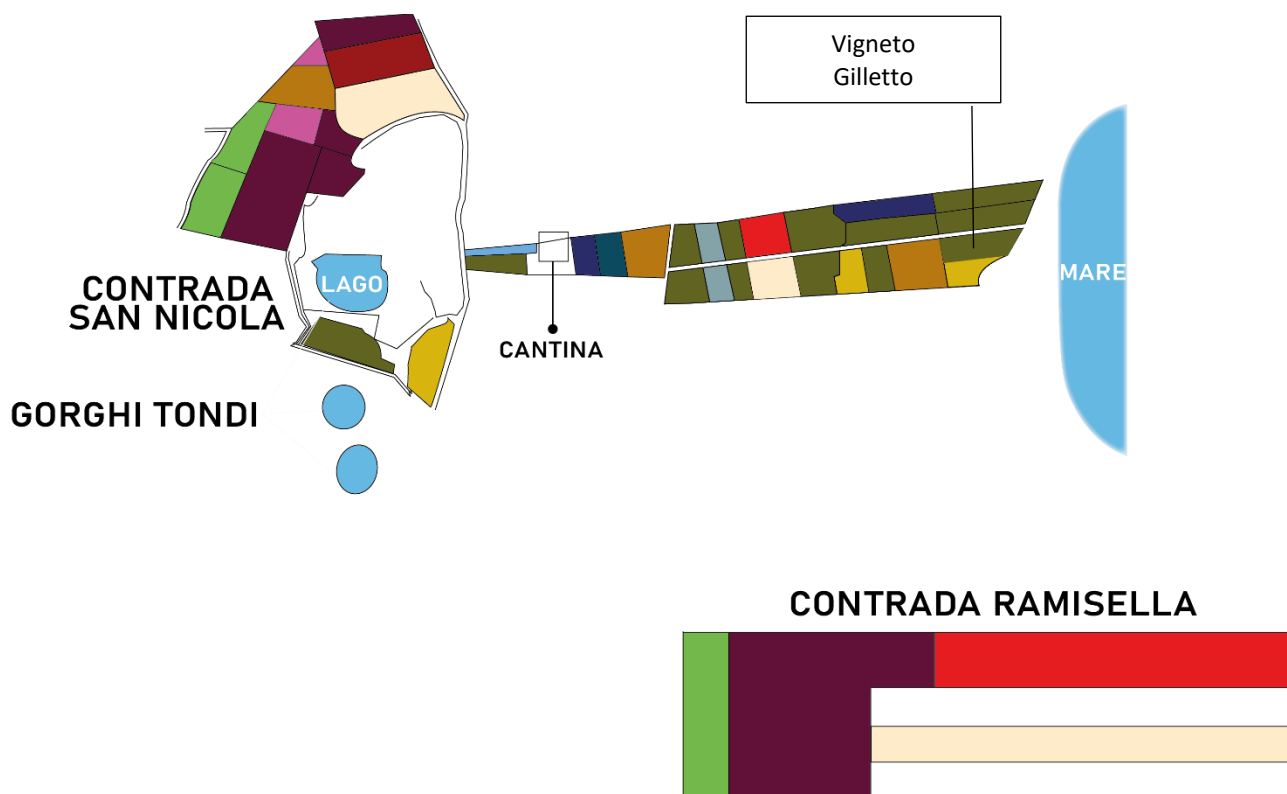 Vigneto
Gilletto
MARE
CONTRADA
SAN NICOLA
LAGO
CANTINA
GORGHI TONDI
CONTRADA RAMISELLA